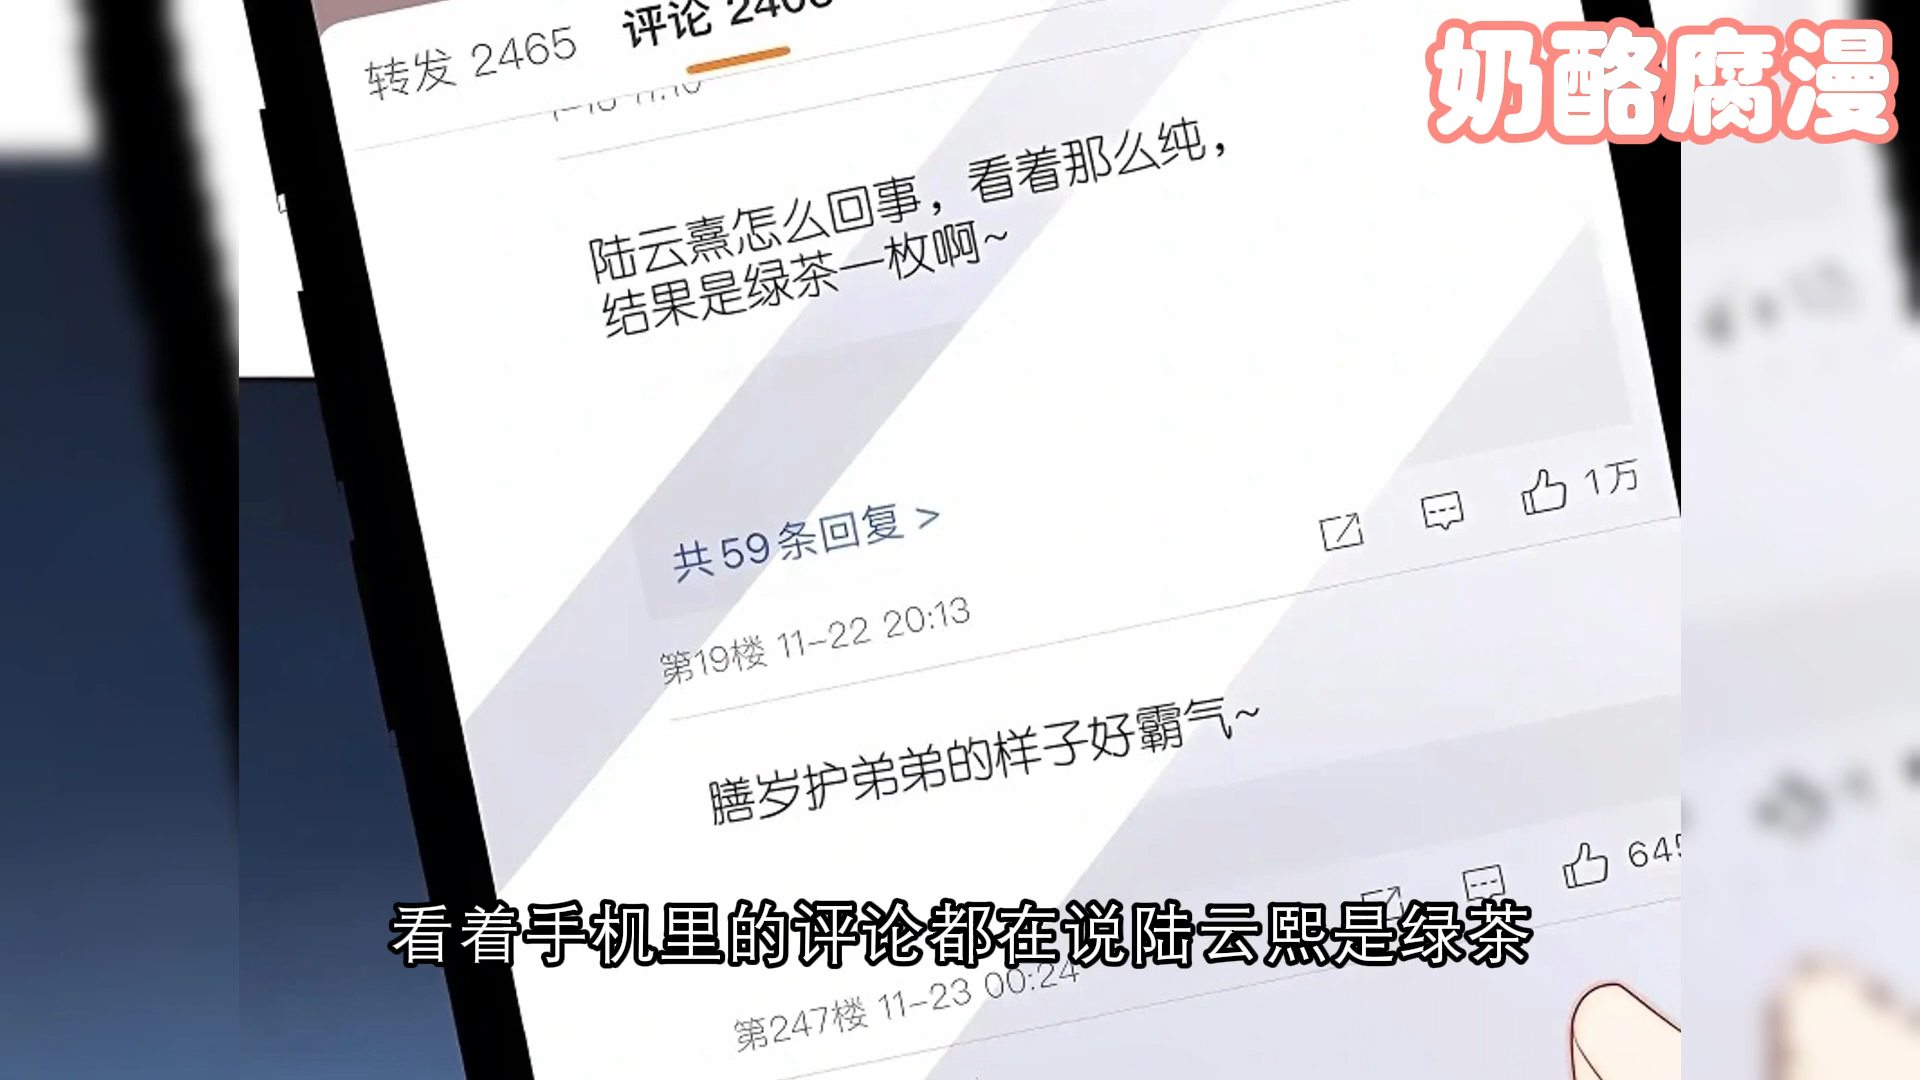 奶酪腐漫
转发 2465
评论
陆云熹怎么回事，看着那么纯，
结果是绿茶一枚啊~
共59条回复 >
1万
第19楼 11-22 20:13
膳岁护弟弟的样子好霸气~
645
看着手机里的评论都在说陆云熙是绿茶
第247楼 11-23 00:24